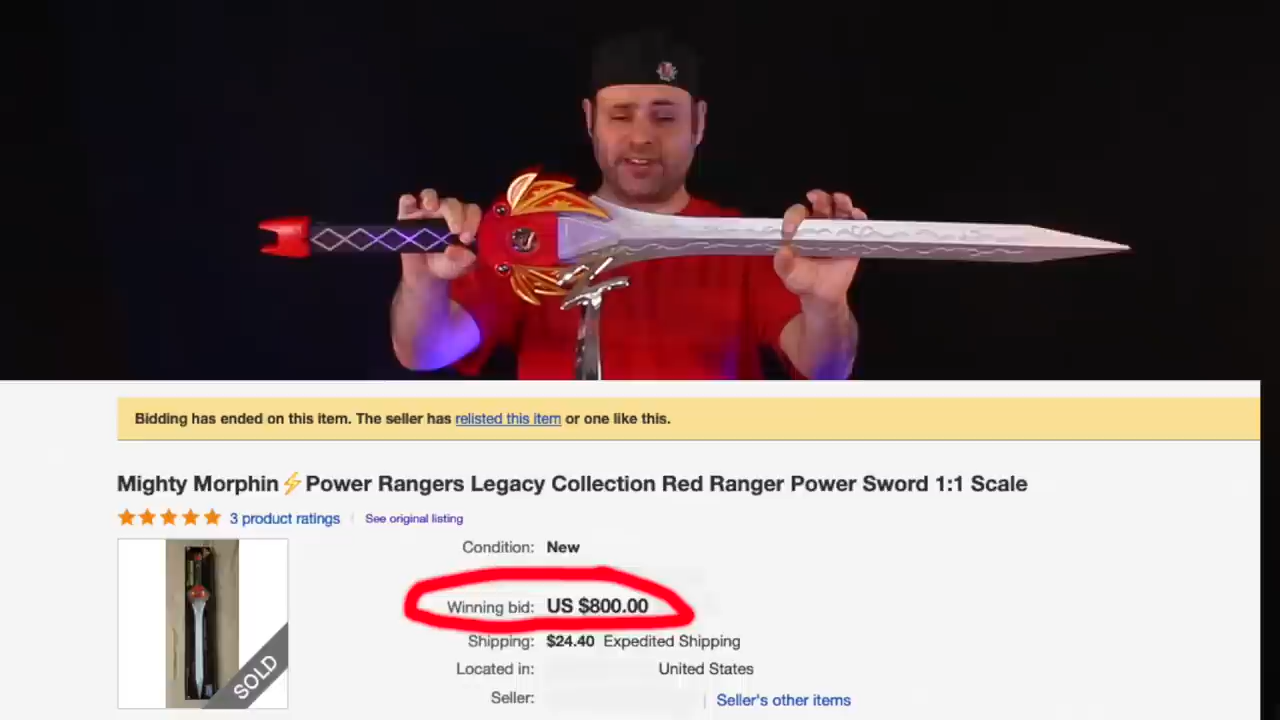 Bidding has ended on this item. The seller has relisted this item or one like this.
Mighty Morphin⚡Power Rangers Legacy Collection Red Ranger Power Sword 1:1 Scale
3 product ratings | See original listing
Condition: New
Winning bid: US $800.00
Shipping: $24.40 Expedited Shipping
Located in: United States
Seller: | Seller's other items
SOLD